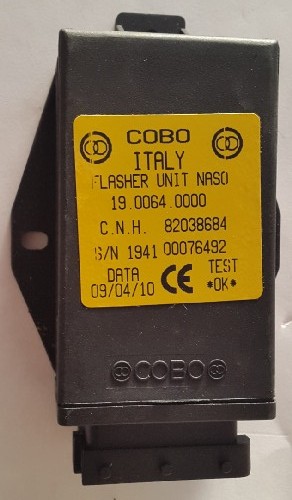 COBO
ITALY
FLASHER UNIT NASO
19.0064.0000
C.N.H. 82038684
S/N 1941 00076492
DATA 09/04/10 CE TEST *OK*
COBO